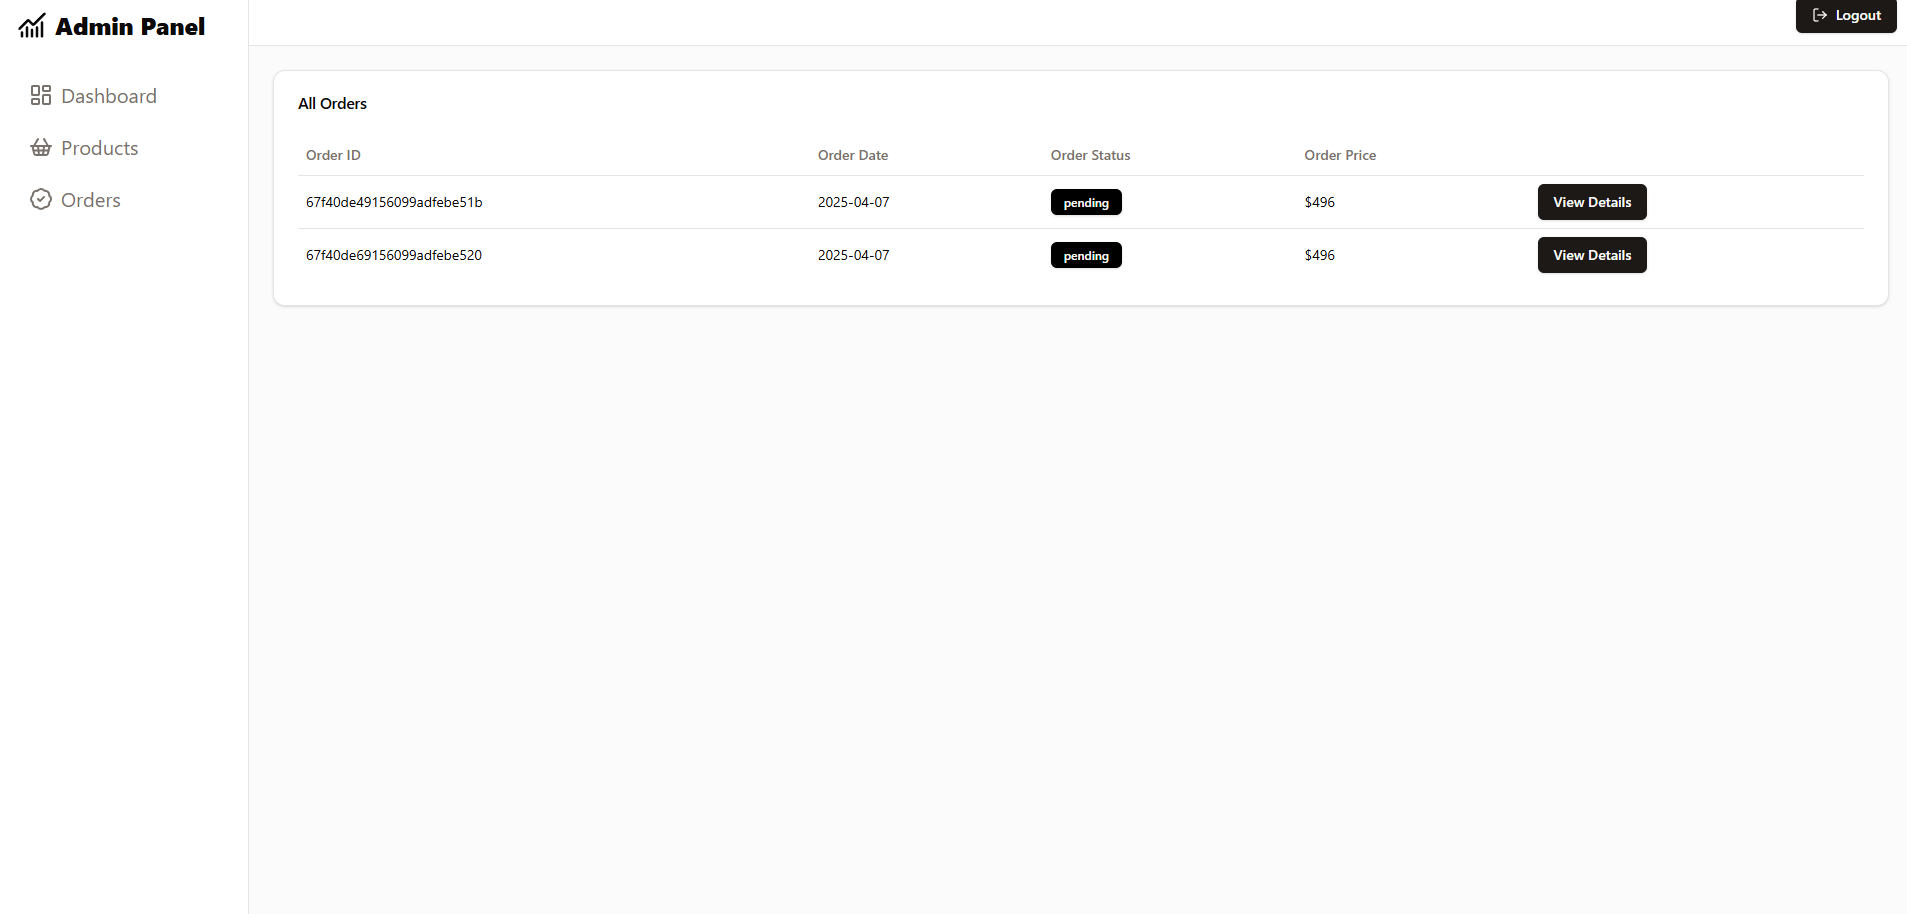 Admin Panel
Logout
Dashboard
Products
Orders
All Orders
Order ID Order Date Order Status Order Price
67f40de49156099adfebe51b 2025-04-07 pending $496 View Details
67f40de69156099adfebe520 2025-04-07 pending $496 View Details